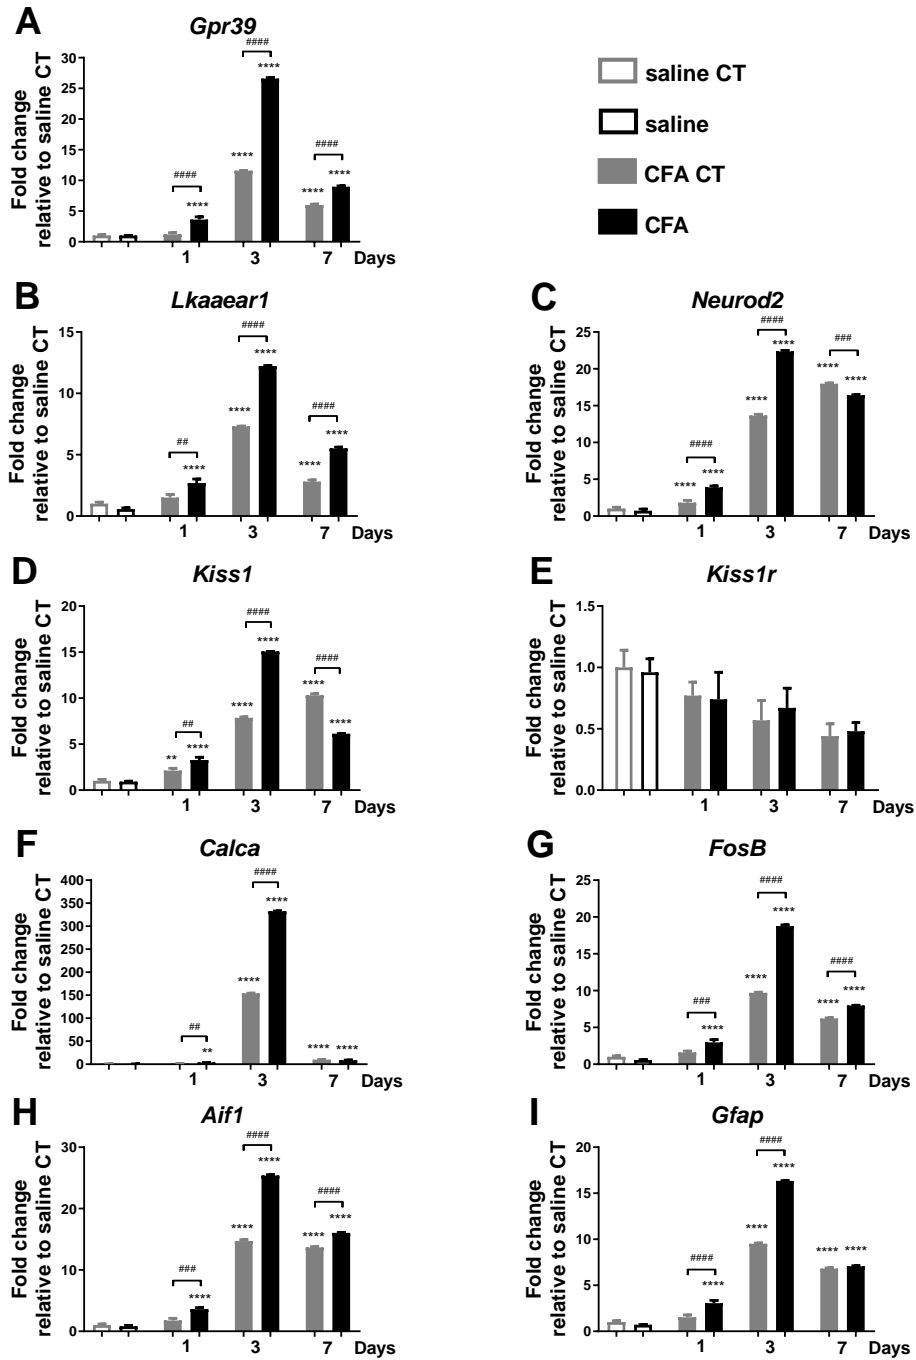 A
Gpr39
Fold change
relative to saline CT
30
25
20
15
10
5
0
####
****
####
****
****
####
****
****
1
3
7
Days
saline CT
saline
CFA CT
CFA
B
Lkaaear1
Fold change
relative to saline CT
15
10
5
0
##
****
####
****
****
####
****
****
1
3
7
Days
C
Neurod2
Fold change
relative to saline CT
25
20
15
10
5
0
####
****
****
####
****
****
###
****
****
1
3
7
Days
D
Kiss1
Fold change
relative to saline CT
20
15
10
5
0
##
**
****
####
****
****
####
****
****
1
3
7
Days
E
Kiss1r
Fold change
relative to saline CT
1.5
1.0
0.5
0.0
1
3
7
Days
F
Calca
Fold change
relative to saline CT
400
350
300
250
200
150
100
50
0
##
**
####
****
****
****
****
1
3
7
Days
G
FosB
Fold change
relative to saline CT
25
20
15
10
5
0
###
****
####
****
****
####
****
****
1
3
7
Days
H
Aif1
Fold change
relative to saline CT
30
20
10
0
###
****
####
****
****
####
****
****
1
3
7
Days
I
Gfap
Fold change
relative to saline CT
20
15
10
5
0
####
****
####
****
****
****
****
1
3
7
Days